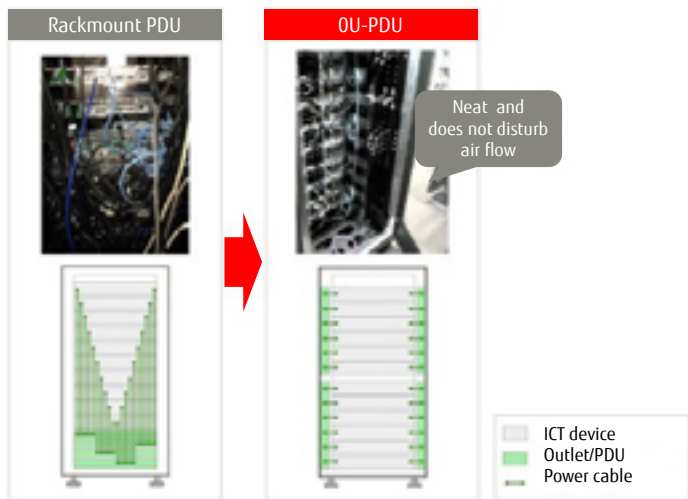 Rackmount PDU
0U-PDU
Neat and
does not disturb
air flow
ICT device
Outlet/PDU
Power cable